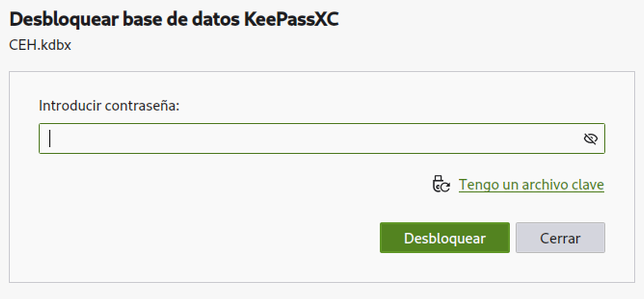 Desbloquear base de datos KeePassXC
CEH.kdbx
Introducir contraseña:
Tengo un archivo clave
Desbloquear
Cerrar